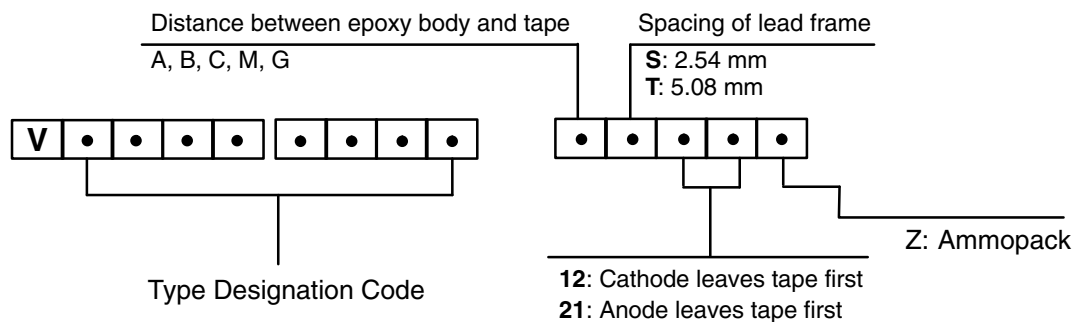 Distance between epoxy body and tape
A, B, C, M, G
Spacing of lead frame
S: 2.54 mm
T: 5.08 mm
V
Z: Ammopack
Type Designation Code
12: Cathode leaves tape first
21: Anode leaves tape first